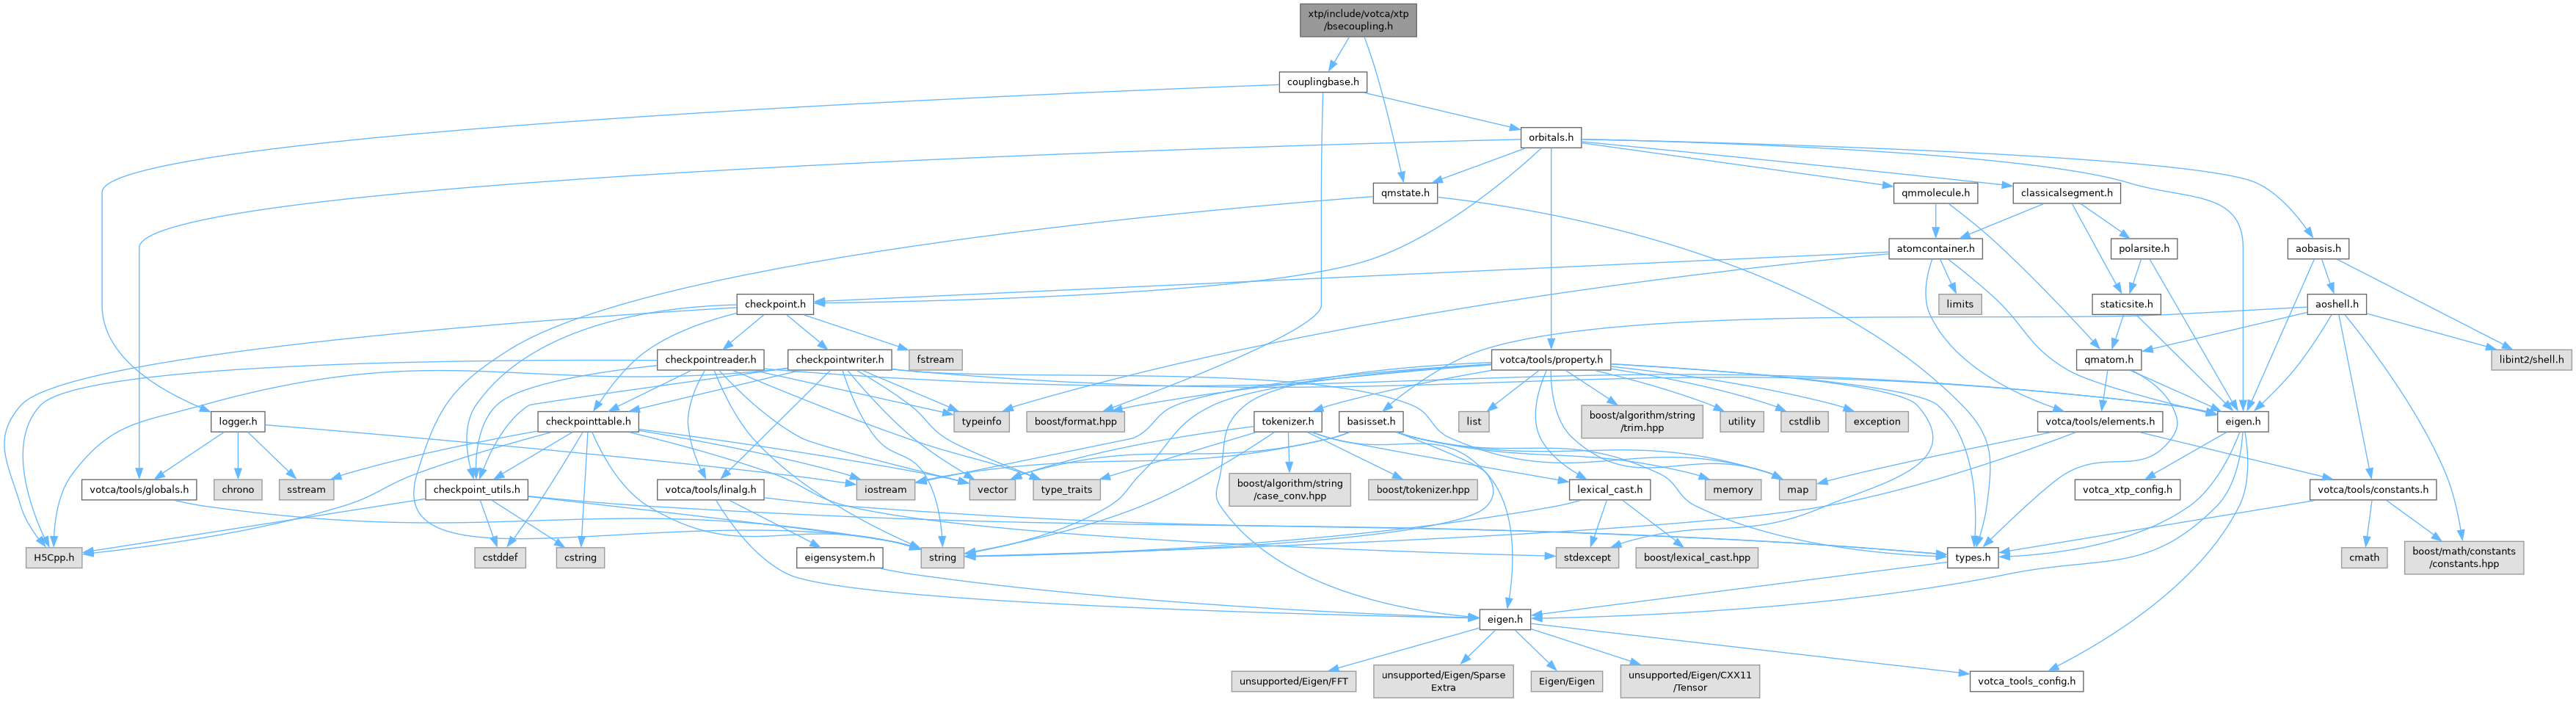 xtp/include/votca/xtp
/bsecoupling.h
couplingbase.h
orbitals.h
qmstate.h
qmmolecule.h
classicalsegment.h
atomcontainer.h
polarsite.h
aobasis.h
checkpoint.h
limits
staticsite.h
aoshell.h
checkpointreader.h
checkpointwriter.h
fstream
votca/tools/property.h
qmatom.h
libint2/shell.h
logger.h
checkpointtable.h
typeinfo
boost/format.hpp
tokenizer.h
basisset.h
list
boost/algorithm/string
/trim.hpp
utility
cstdlib
exception
votca/tools/elements.h
eigen.h
votca/tools/globals.h
chrono
sstream
checkpoint_utils.h
votca/tools/linalg.h
iostream
vector
type_traits
boost/algorithm/string
/case_conv.hpp
boost/tokenizer.hpp
lexical_cast.h
memory
map
votca_xtp_config.h
votca/tools/constants.h
H5Cpp.h
cstddef
cstring
eigensystem.h
string
stdexcept
boost/lexical_cast.hpp
types.h
cmath
boost/math/constants
/constants.hpp
eigen.h
unsupported/Eigen/FFT
unsupported/Eigen/Sparse
Extra
Eigen/Eigen
unsupported/Eigen/CXX11
/Tensor
votca_tools_config.h